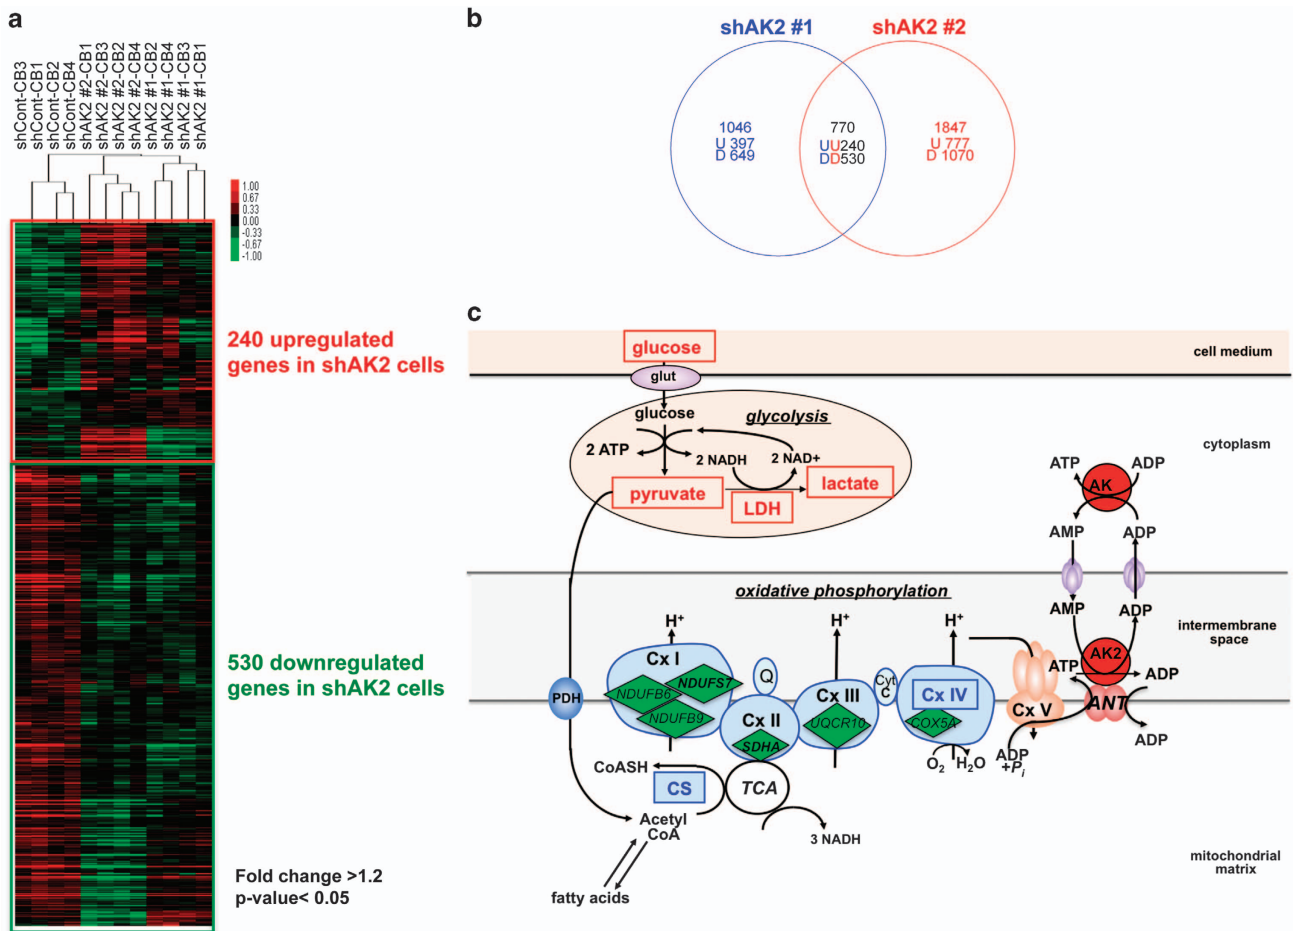 a
shCont-CB3
shCont-CB1
shCont-CB2
shCont-CB4
shAK2 #2-CB1
shAK2 #2-CB3
shAK2 #2-CB2
shAK2 #2-CB4
shAK2 #1-CB2
shAK2 #1-CB4
shAK2 #1-CB3
shAK2 #1-CB1
1.00
0.67
0.33
0.00
-0.33
-0.67
-1.00
240 upregulated
genes in shAK2 cells
530 downregulated
genes in shAK2 cells
Fold change >1.2
p-value< 0.05
b
shAK2 #1
shAK2 #2
1046
U 397
D 649
770
UU240
DD530
1847
U 777
D 1070
c
glucose
cell medium
glut
glucose
glycolysis
2 ATP
2 NADH
2 NAD+
pyruvate
LDH
lactate
cytoplasm
ATP
ADP
AK
AMP
ADP
oxidative phosphorylation
AMP
ADP
intermembrane
space
H+
H+
H+
Cx I
NDUFB6
NDUFS7
NDUFB9
Q
Cx II
SDHA
Cx III
UQCR10
Cyt
c
Cx IV
COX5A
Cx V
ATP
AK2
ADP
ANT
ADP
PDH
O2
H2O
ADP
+Pi
CoASH
CS
TCA
Acetyl
CoA
3 NADH
fatty acids
mitochondrial
matrix